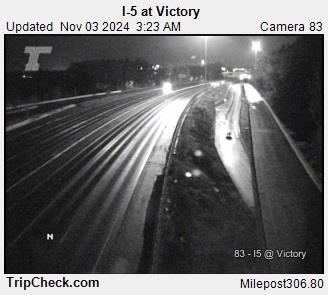 I-5 at Victory
Updated Nov 03 2024 3:23 AM Camera 83
N
83 - I5 @ Victory
TripCheck.com Milepost306.80